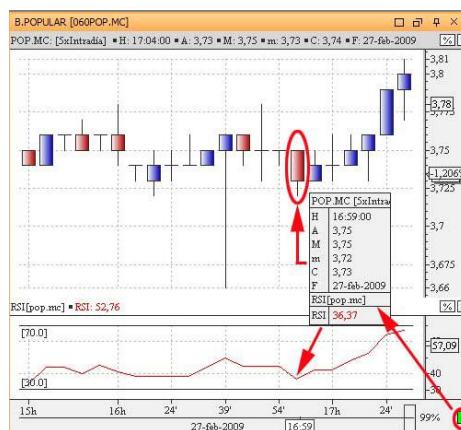 B.POPULAR [060POP.MC]
POP.MC: [5xIntradía] ■ H: 17:04:00 ■ A: 3,73 ■ M: 3,75 ■ m: 3,73 ■ C: 3,74 ■ F: 27-feb-2009 %
3,81
3,8
3,78
3,775
3,75
-1,206%
3,725
3,7
3,675
3,66
POP.MC [5xIntra
H 16:59:00
A 3,75
M 3,75
m 3,72
C 3,73
F 27-feb-2009
RSI[pop.mc]
RSI 36,37
RSI[pop.mc] ■ RSI: 52,76 %
[70.0]
57,09
40
[30.0]
30
15h 16h 24' 39' 54' 17h 24'
99%
27-feb-2009 16:59